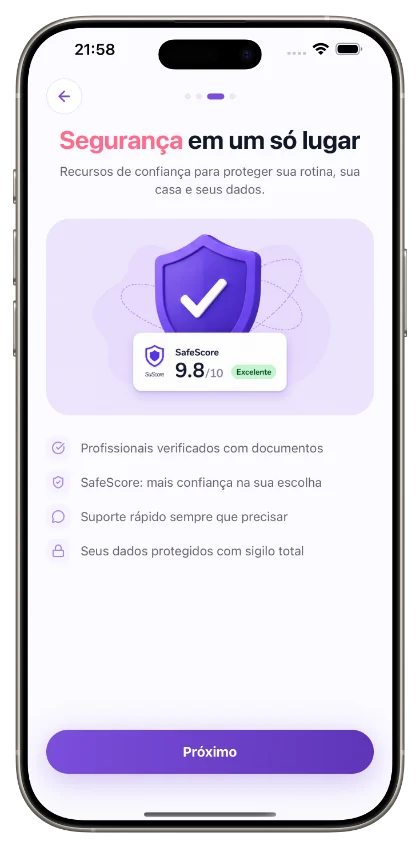 21:58
Segurança em um só lugar
Recursos de confiança para proteger sua rotina, sua
casa e seus dados.
SafeScore
9.8/10
Excelente
Profissionais verificados com documentos
SafeScore: mais confiança na sua escolha
Suporte rápido sempre que precisar
Seus dados protegidos com sigilo total
Próximo